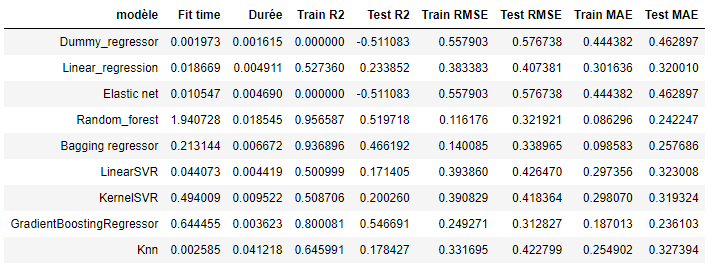 modèle Fit time Durée Train R2 Test R2 Train RMSE Test RMSE Train MAE Test MAE
Dummy_regressor 0.001973 0.001615 0.000000 -0.511083 0.557903 0.576738 0.444382 0.462897
Linear_regression 0.018669 0.004911 0.527360 0.233852 0.383383 0.407381 0.301636 0.320010
Elastic net 0.010547 0.004690 0.000000 -0.511083 0.557903 0.576738 0.444382 0.462897
Random_forest 1.940728 0.018545 0.956587 0.519718 0.116176 0.321921 0.086296 0.242247
Bagging regressor 0.213144 0.006672 0.936896 0.466192 0.140085 0.338965 0.098583 0.257686
LinearSVR 0.044073 0.004419 0.500999 0.171405 0.393860 0.426470 0.297356 0.323008
KernelSVR 0.494009 0.009522 0.508706 0.200260 0.390829 0.418364 0.298070 0.319324
GradientBoostingRegressor 0.644455 0.003623 0.800081 0.546691 0.249271 0.312827 0.187013 0.236103
Knn 0.002585 0.041218 0.645991 0.178427 0.331695 0.422799 0.254902 0.327394